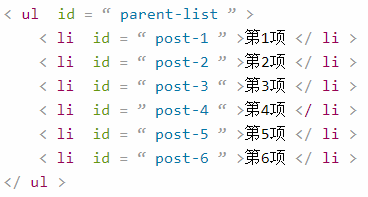 < ul id = “ parent-list ” >
< li id = “ post-1 ” >第1项 </ li >
< li id = “ post-2 ” >第2项 </ li >
< li id = “ post-3 “ >第3项 </ li >
< li id = ” post-4 “ >第4项 </ li >
< li id = “ post-5 ” >第5项 </ li >
< li id = “ post-6 ” >第6项 </ li >
</ ul >